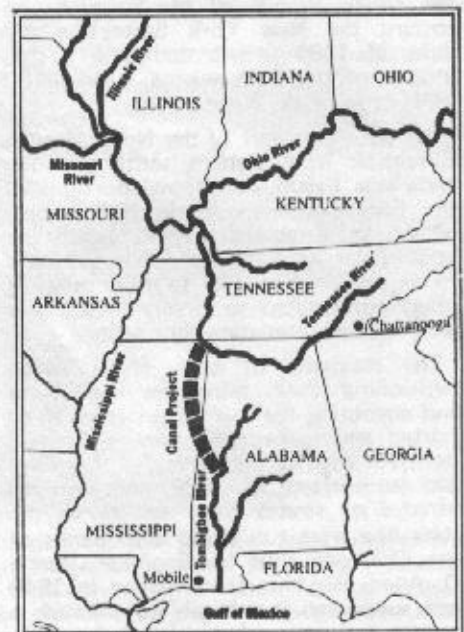 Illinois River
ILLINOIS
INDIANA
OHIO
Missouri
River
Ohio River
MISSOURI
KENTUCKY
TENNESSEE
Tennessee River
ARKANSAS
Chattanooga
Mississippi River
Canal Project
Tombigbee River
ALABAMA
GEORGIA
MISSISSIPPI
Mobile
FLORIDA
Gulf of Mexico